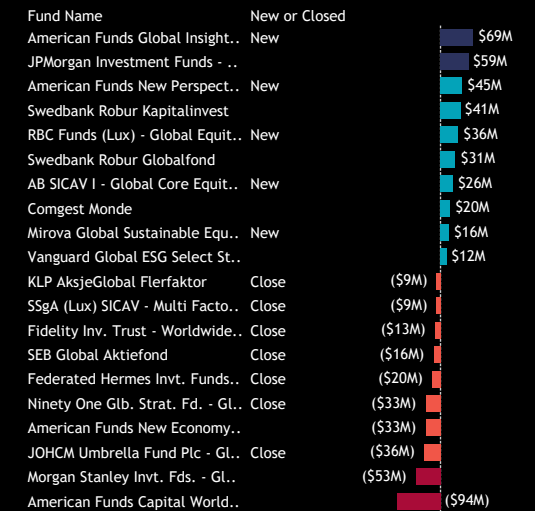 Fund Name New or Closed
American Funds Global Insight.. New $69M
JPMorgan Investment Funds - .. $59M
American Funds New Perspect.. New $45M
Swedbank Robur Kapitalinvest $41M
RBC Funds (Lux) - Global Equit.. New $36M
Swedbank Robur Globalfond $31M
AB SICAV I - Global Core Equit.. New $26M
Comgest Monde $20M
Mirova Global Sustainable Equ.. New $16M
Vanguard Global ESG Select St.. $12M
KLP AksjeGlobal Flerfaktor Close ($9M)
SSgA (Lux) SICAV - Multi Facto.. Close ($9M)
Fidelity Inv. Trust - Worldwide.. Close ($13M)
SEB Global Aktiefond Close ($16M)
Federated Hermes Invt. Funds.. Close ($20M)
Ninety One Glb. Strat. Fd. - Gl.. Close ($33M)
American Funds New Economy.. ($33M)
JOHCM Umbrella Fund Plc - Gl.. Close ($36M)
Morgan Stanley Invt. Fds. - Gl.. ($53M)
American Funds Capital World.. ($94M)